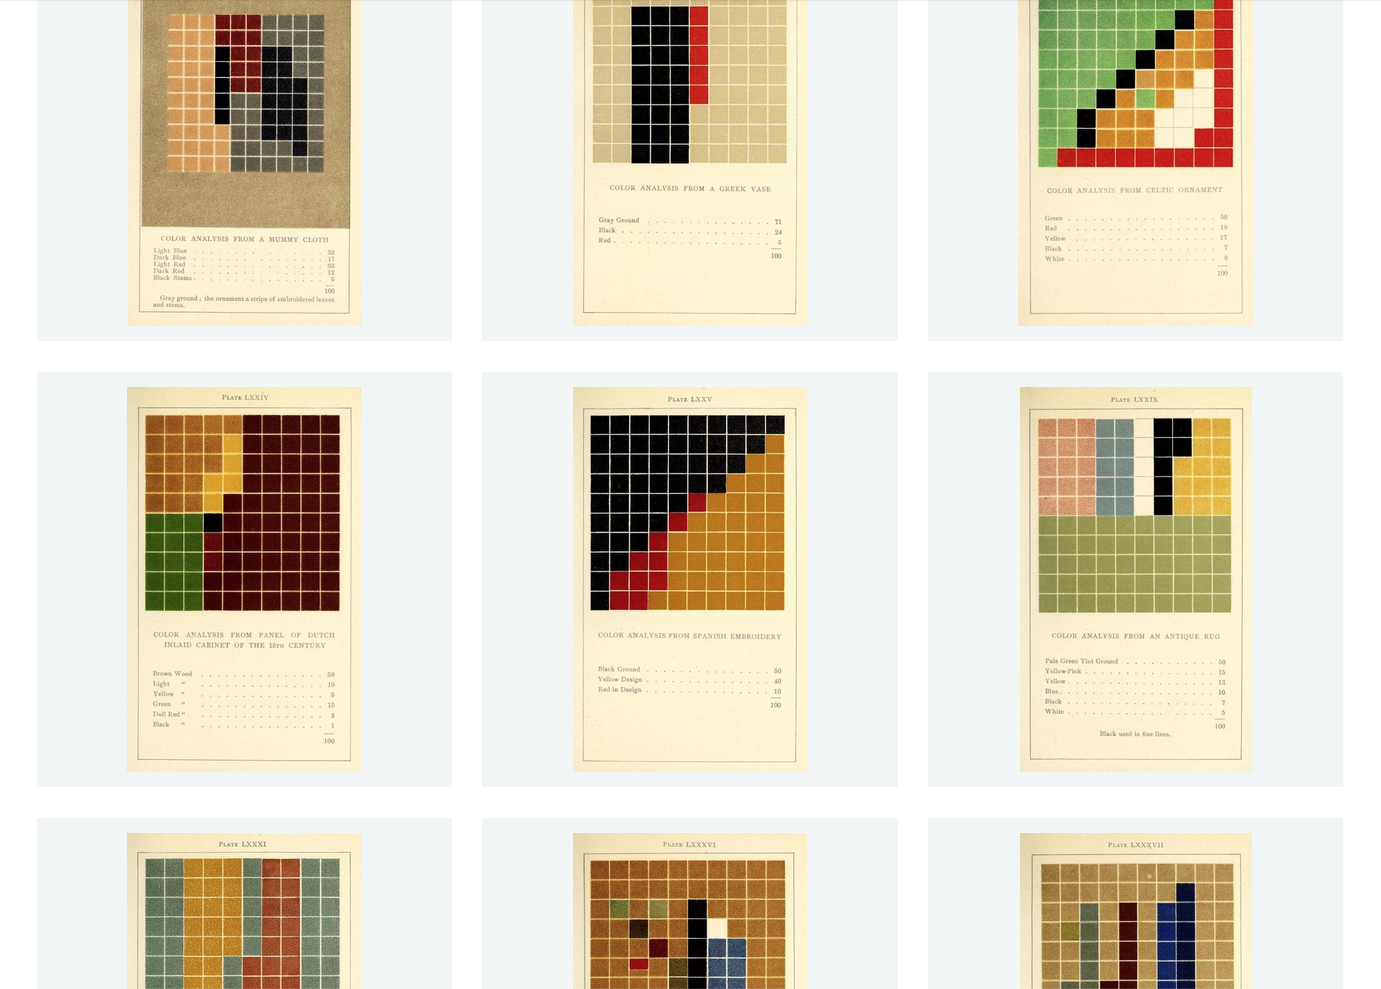 COLOR ANALYSIS FROM A MUMMY CLOTH
Light Blue . . . . . . . . . . . . 33
Dark Blue . . . . . . . . . . . . 17
Light Red . . . . . . . . . . . . 33
Dark Red . . . . . . . . . . . . 12
Black Stems . . . . . . . . . . . . 5
100
Gray ground; the ornament a stripe of embroidered leaves
and stems.
COLOR ANALYSIS FROM A GREEK VASE
Gray Ground . . . . . . . . . . . . 71
Black . . . . . . . . . . . . 24
Red . . . . . . . . . . . . 5
100
COLOR ANALYSIS FROM CELTIC ORNAMENT
Green . . . . . . . . . . . . 50
Red . . . . . . . . . . . . 18
Yellow . . . . . . . . . . . . 17
Black . . . . . . . . . . . . 7
White . . . . . . . . . . . . 8
100
PLATE LXXIV
COLOR ANALYSIS FROM PANEL OF DUTCH
INLAID CABINET OF THE 15TH CENTURY
Brown Wood . . . . . . . . . . . . 58
Light " . . . . . . . . . . . . 19
Yellow " . . . . . . . . . . . . 5
Green " . . . . . . . . . . . . 15
Dull Red " . . . . . . . . . . . . 2
Black " . . . . . . . . . . . . 1
100
PLATE LXXV
COLOR ANALYSIS FROM SPANISH EMBROIDERY
Black Ground . . . . . . . . . . . . 50
Yellow Design . . . . . . . . . . . . 40
Red in Design . . . . . . . . . . . . 10
100
PLATE LXXIX
COLOR ANALYSIS FROM AN ANTIQUE RUG
Pale Green Tint Ground . . . . . . . . . . . . 50
Yellow-Pink . . . . . . . . . . . . 15
Yellow . . . . . . . . . . . . 13
Blue . . . . . . . . . . . . 10
Black . . . . . . . . . . . . 7
White . . . . . . . . . . . . 5
100
Black used in fine lines.
PLATE LXXXI
PLATE LXXXVI
PLATE LXXXVII